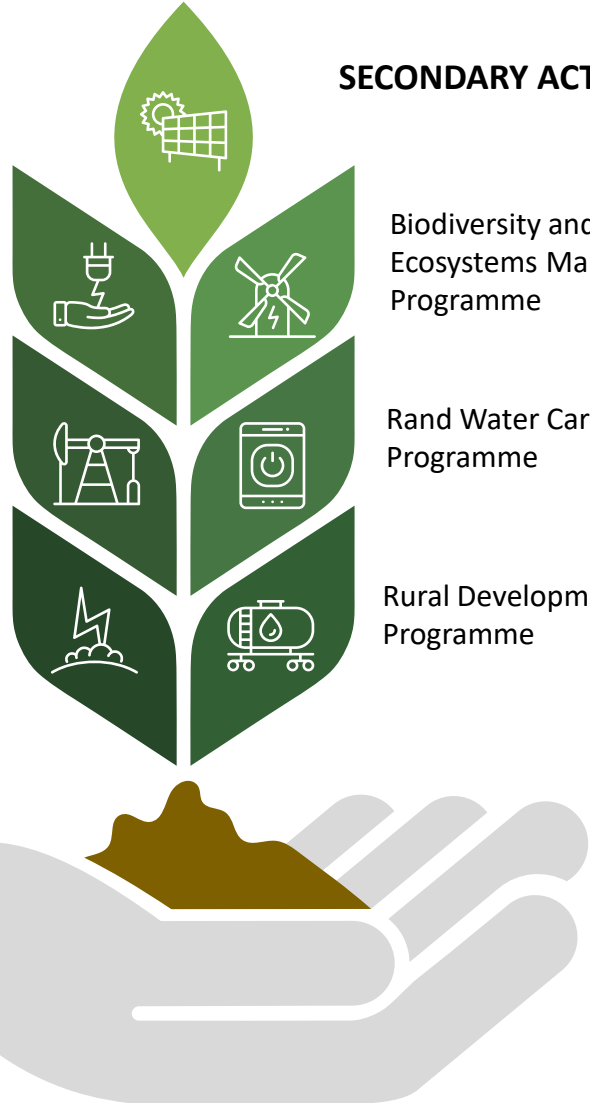 SECONDARY ACT
Biodiversity and
Ecosystems Ma
Programme
Rand Water Car
Programme
Rural Developm
Programme